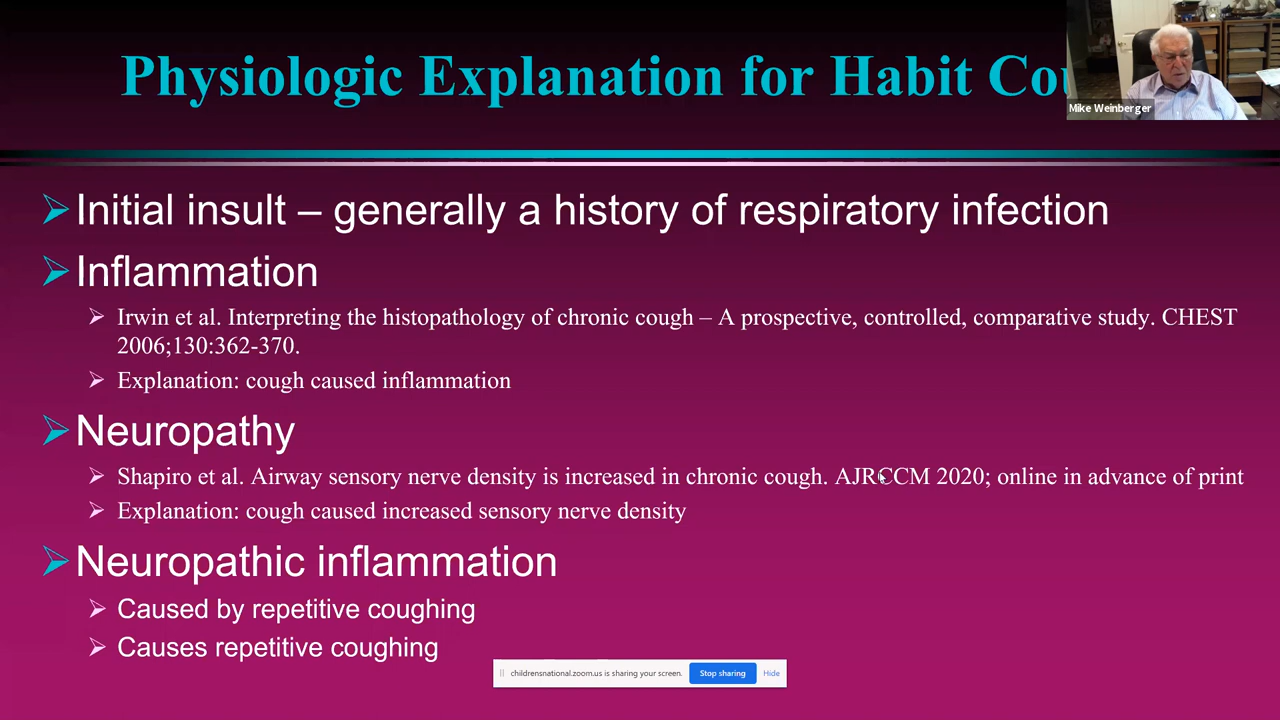 Physiologic Explanation for Habit Cou
Mike Weinberger
Initial insult – generally a history of respiratory infection
Inflammation
Irwin et al. Interpreting the histopathology of chronic cough – A prospective, controlled, comparative study. CHEST
2006;130:362-370.
Explanation: cough caused inflammation
Neuropathy
Shapiro et al. Airway sensory nerve density is increased in chronic cough. AJRCCM 2020; online in advance of print
Explanation: cough caused increased sensory nerve density
Neuropathic inflammation
Caused by repetitive coughing
Causes repetitive coughing
childrensnational.zoom.us is sharing your screen. Stop sharing Hide